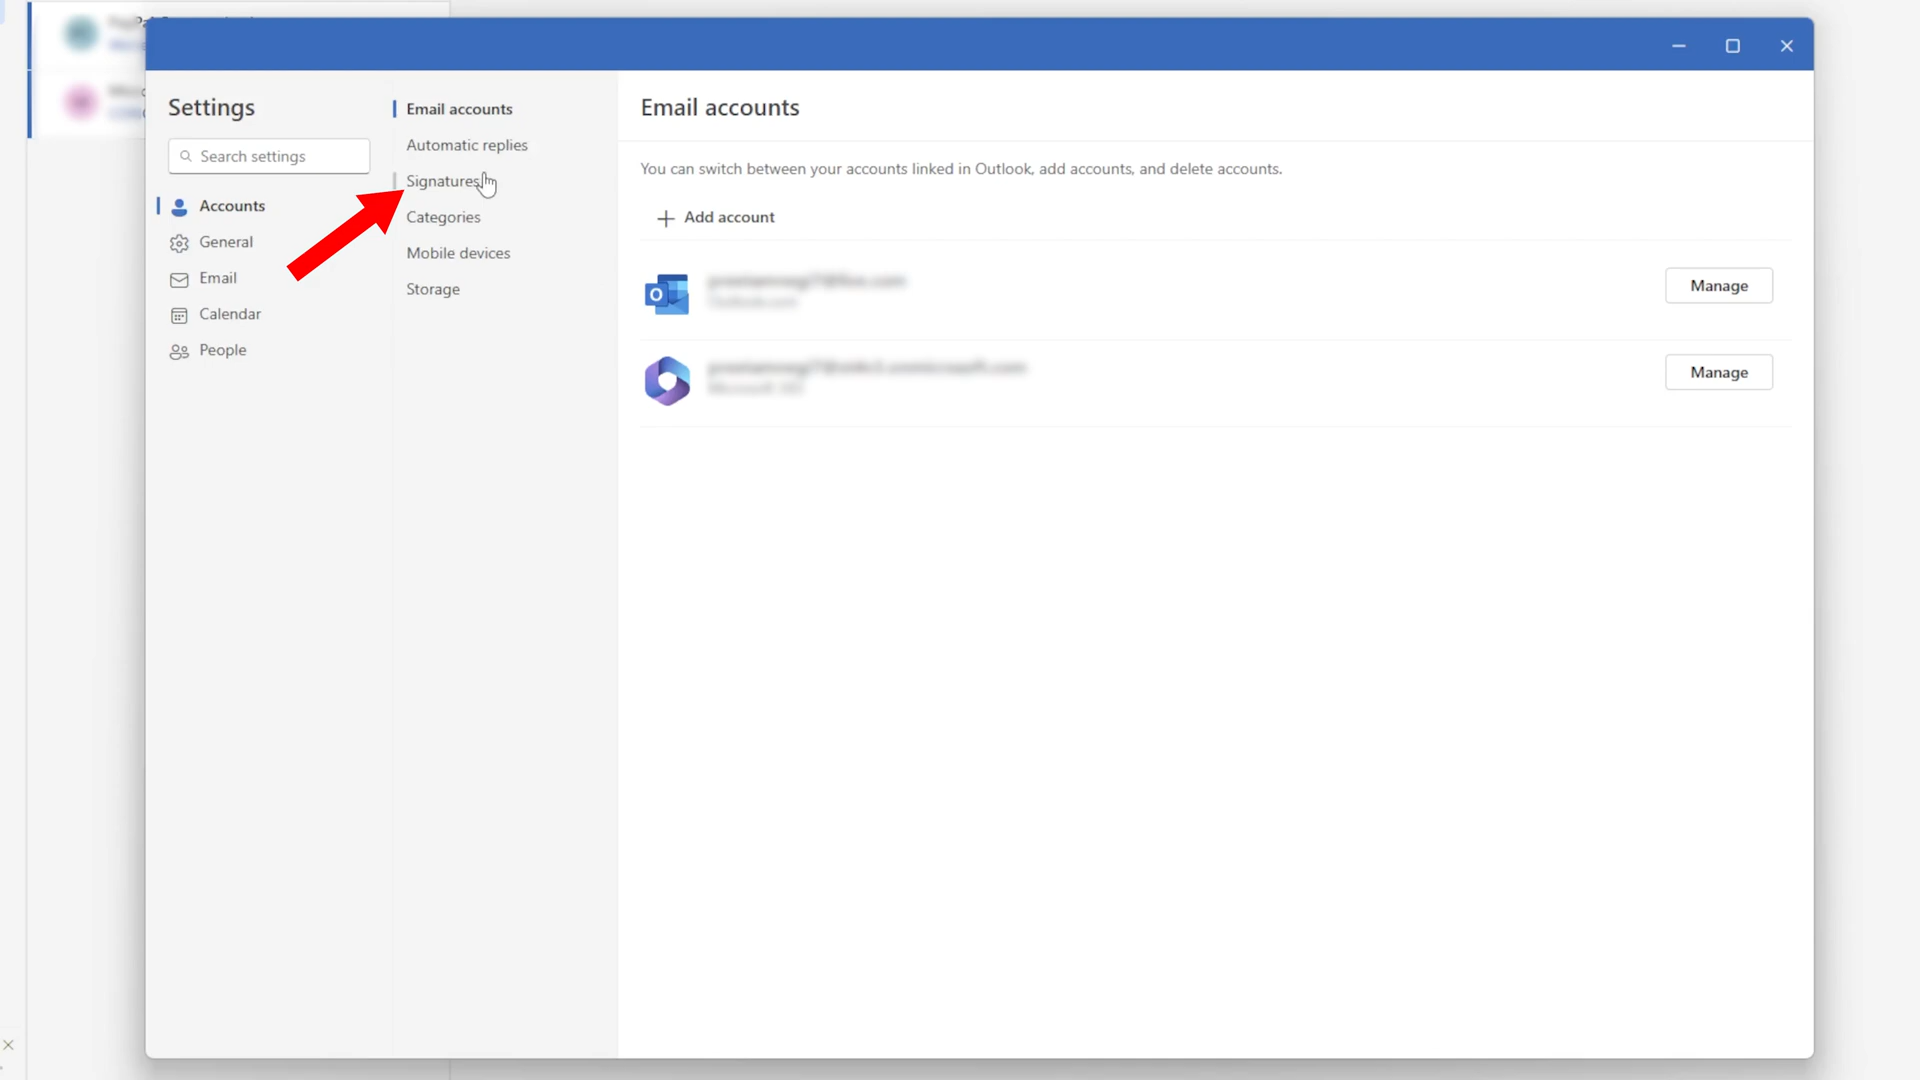 Settings
Search settings
Accounts
General
Email
Calendar
People
Email accounts
Automatic replies
Signatures
Categories
Mobile devices
Storage
Email accounts
You can switch between your accounts linked in Outlook, add accounts, and delete accounts.
Add account
Manage
Manage